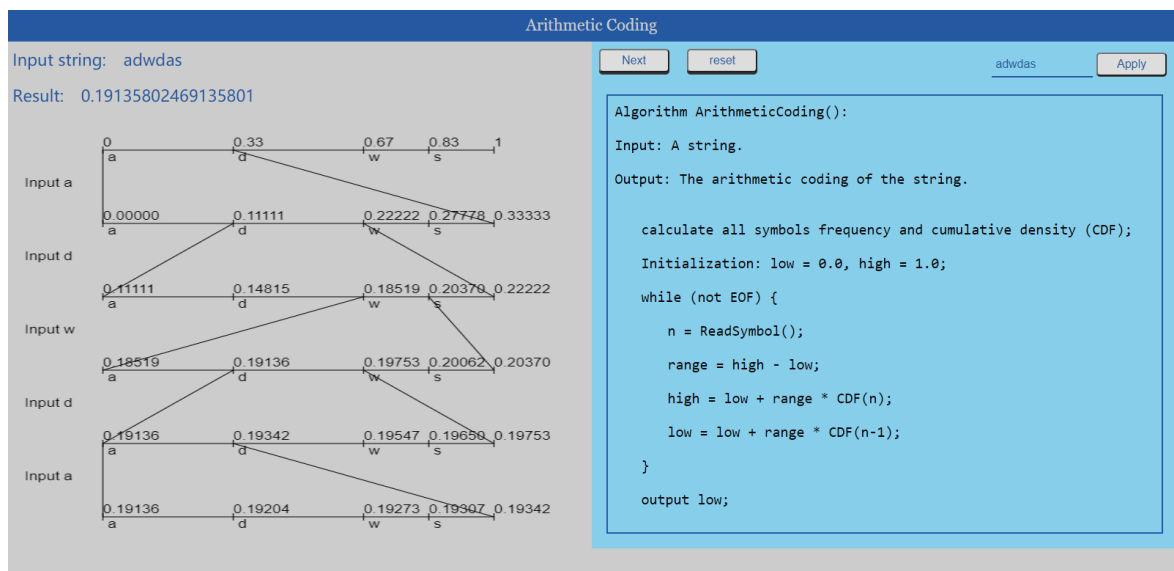 Arithmetic Coding
Input string: adwdas
Result: 0.19135802469135801
0 0.33 0.67 0.83 1
a d w s
Input a
0.00000 0.11111 0.22222 0.27778 0.33333
a d w s
Input d
0.11111 0.14815 0.18519 0.20370 0.22222
a d w s
Input w
0.18519 0.19136 0.19753 0.20062 0.20370
a d w s
Input d
0.19136 0.19342 0.19547 0.19650 0.19753
a d w s
Input a
0.19136 0.19204 0.19273 0.19307 0.19342
a d w s
Next reset adwdas Apply
Algorithm ArithmeticCoding():
Input: A string.
Output: The arithmetic coding of the string.
calculate all symbols frequency and cumulative density (CDF);
Initialization: low = 0.0, high = 1.0;
while (not EOF) {
n = ReadSymbol();
range = high - low;
high = low + range * CDF(n);
low = low + range * CDF(n-1);
}
output low;